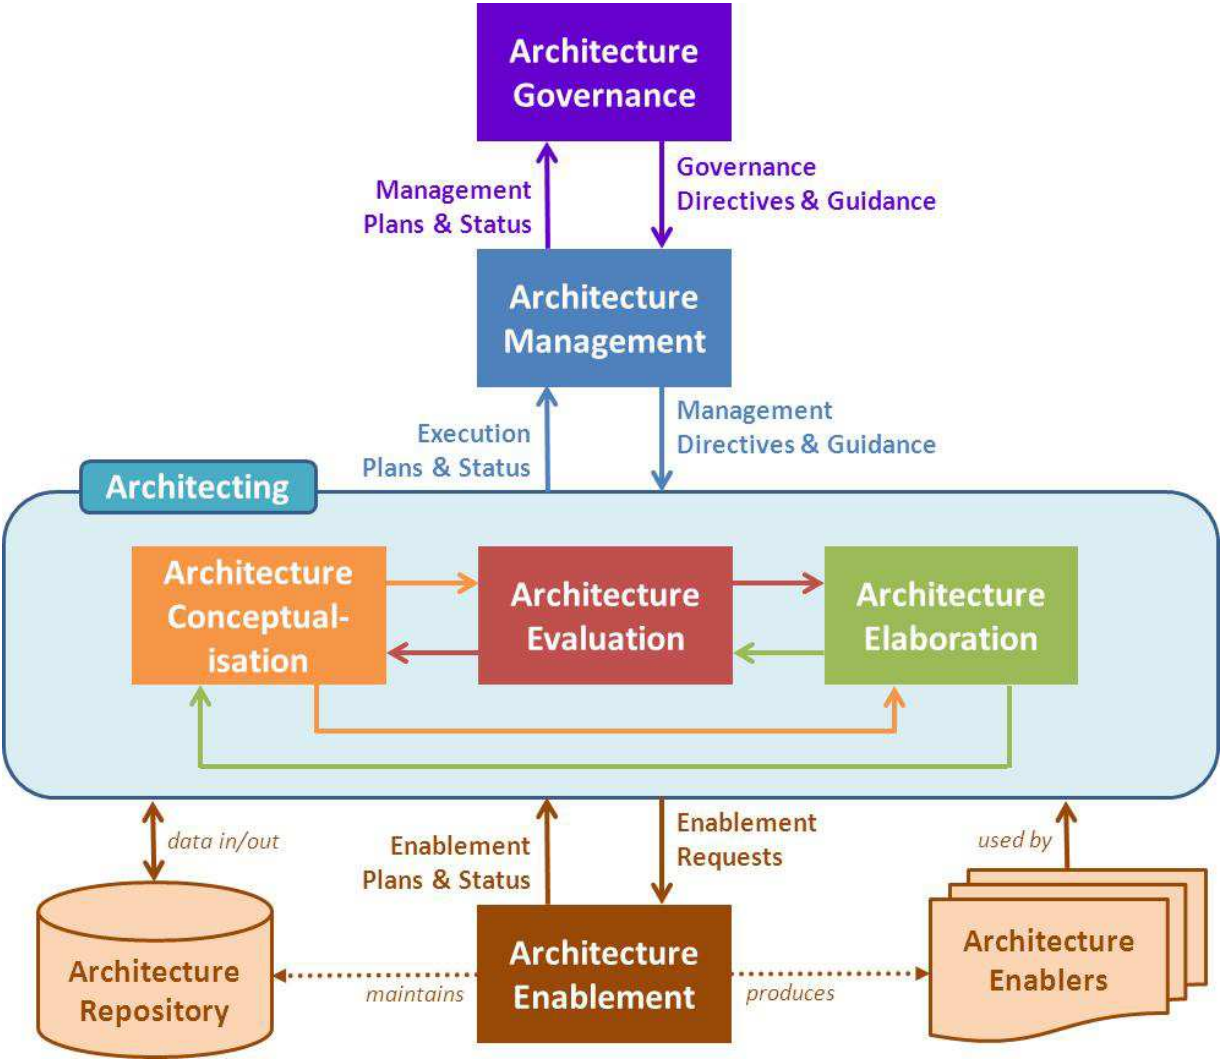 Architecture
Governance
Management
Plans & Status
Governance
Directives & Guidance
Architecture
Management
Execution
Plans & Status
Management
Directives & Guidance
Architecting
Architecture
Conceptual-
isation
Architecture
Evaluation
Architecture
Elaboration
data in/out
Enablement
Plans & Status
Enablement
Requests
used by
Architecture
Repository
maintains
Architecture
Enablement
produces
Architecture
Enablers